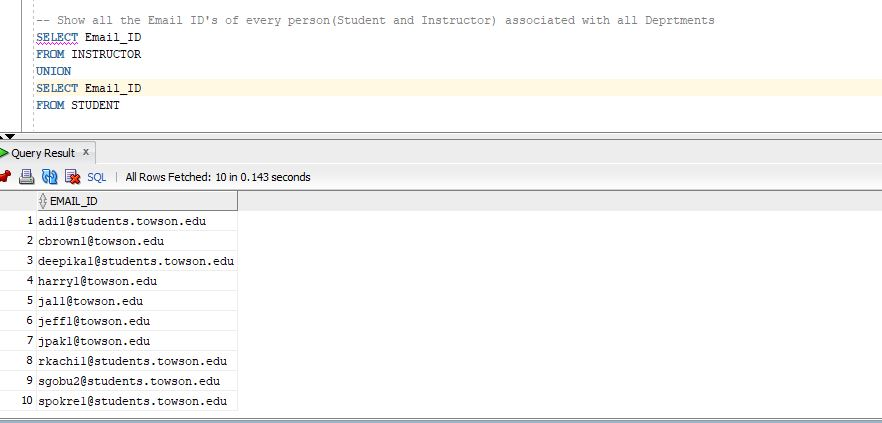 -- Show all the Email ID's of every person(Student and Instructor) associated with all Deprtments
SELECT Email_ID
FROM INSTRUCTOR
UNION
SELECT Email_ID
FROM STUDENT
Query Result x
SQL | All Rows Fetched: 10 in 0.143 seconds
EMAIL_ID
1 adil@students.towson.edu
2 cbrown1@towson.edu
3 deepika1@students.towson.edu
4 harry1@towson.edu
5 jall@towson.edu
6 jeff1@towson.edu
7 jpak1@towson.edu
8 rkachi1@students.towson.edu
9 sgobu2@students.towson.edu
10 spokre1@students.towson.edu